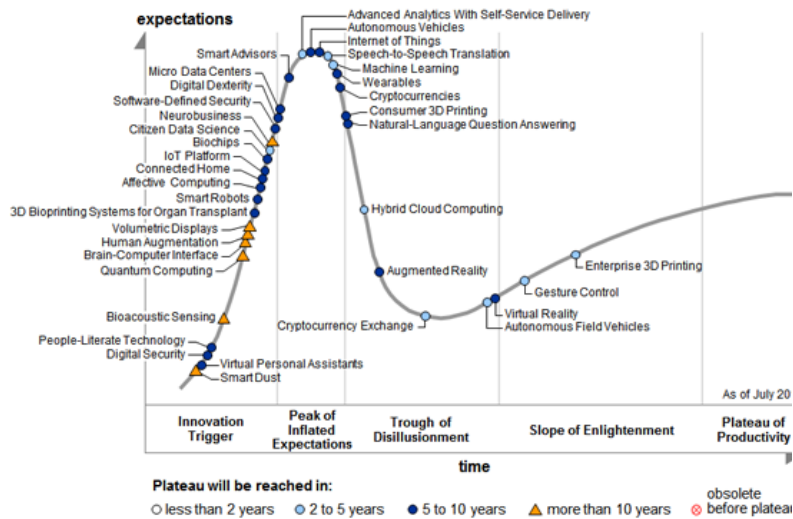 expectations
Advanced Analytics With Self-Service Delivery
Autonomous Vehicles
Internet of Things
Smart Advisors
Speech-to-Speech Translation
Machine Learning
Micro Data Centers
Wearables
Digital Dexterity
Cryptocurrencies
Software-Defined Security
Consumer 3D Printing
Neurobusiness
Natural-Language Question Answering
Citizen Data Science
Biochips
IoT Platform
Connected Home
Affective Computing
Smart Robots
3D Bioprinting Systems for Organ Transplant
Hybrid Cloud Computing
Volumetric Displays
Human Augmentation
Brain-Computer Interface
Quantum Computing
Augmented Reality
Enterprise 3D Printing
Gesture Control
Bioacoustic Sensing
Cryptocurrency Exchange
Virtual Reality
Autonomous Field Vehicles
People-Literate Technology
Digital Security
Virtual Personal Assistants
Smart Dust
As of July 20
Innovation
Trigger
Peak of
Inflated
Expectations
Trough of
Disillusionment
Slope of Enlightenment
Plateau of
Productivity
time
Plateau will be reached in:
less than 2 years
2 to 5 years
5 to 10 years
more than 10 years
obsolete
before plateau